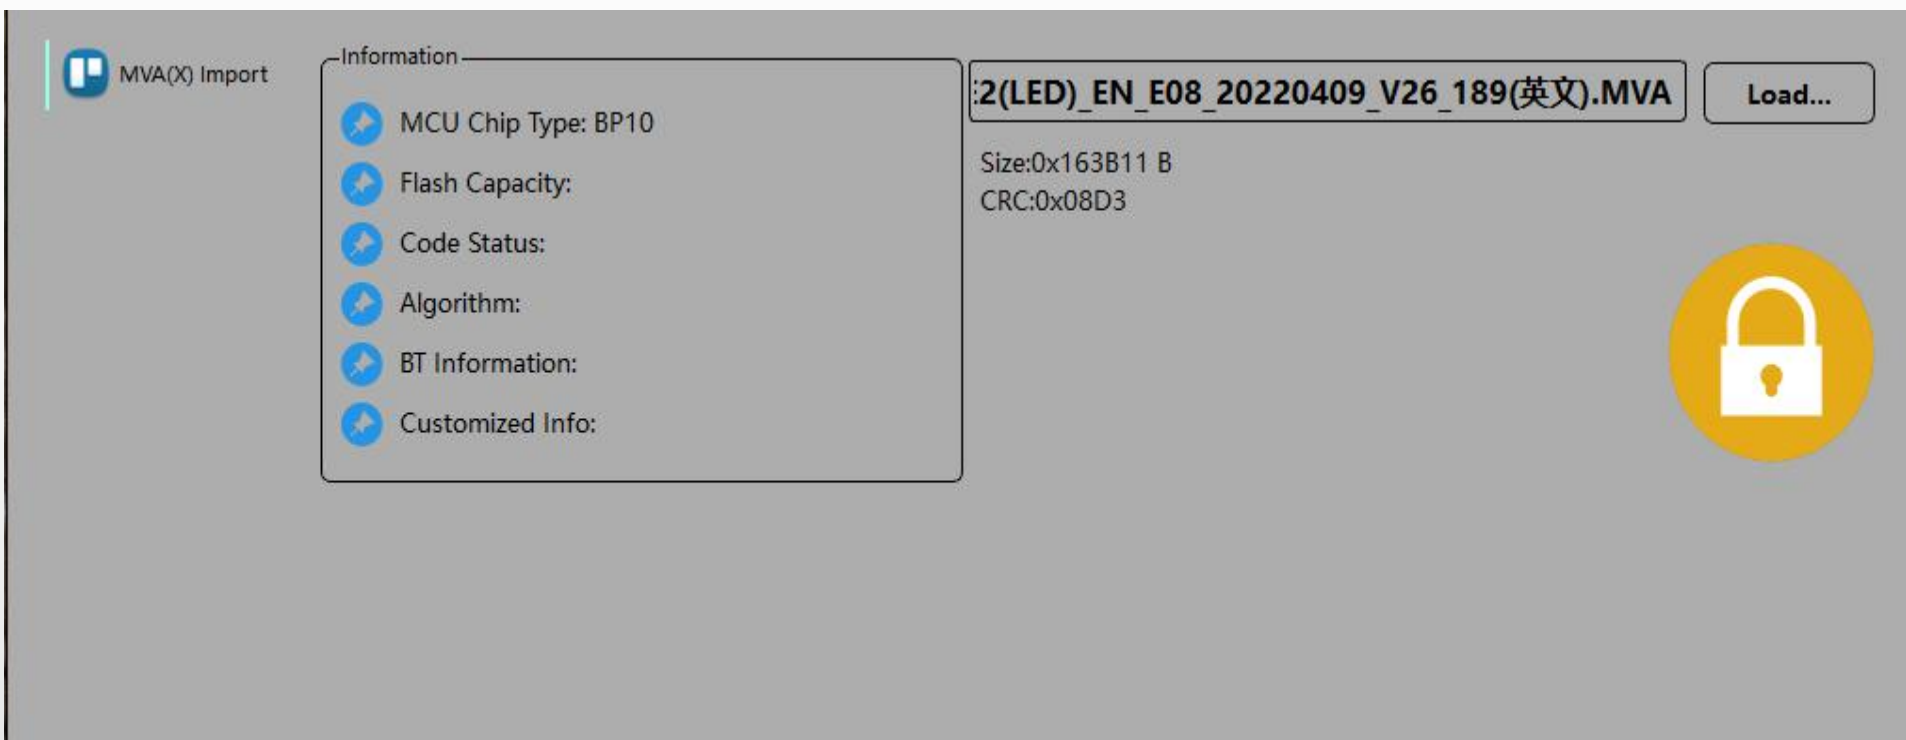 MVA(X) Import
Information
MCU Chip Type: BP10
Flash Capacity:
Code Status:
Algorithm:
BT Information:
Customized Info:
2(LED)_EN_E08_20220409_V26_189(英文).MVA
Load...
Size:0x163B11 B
CRC:0x08D3